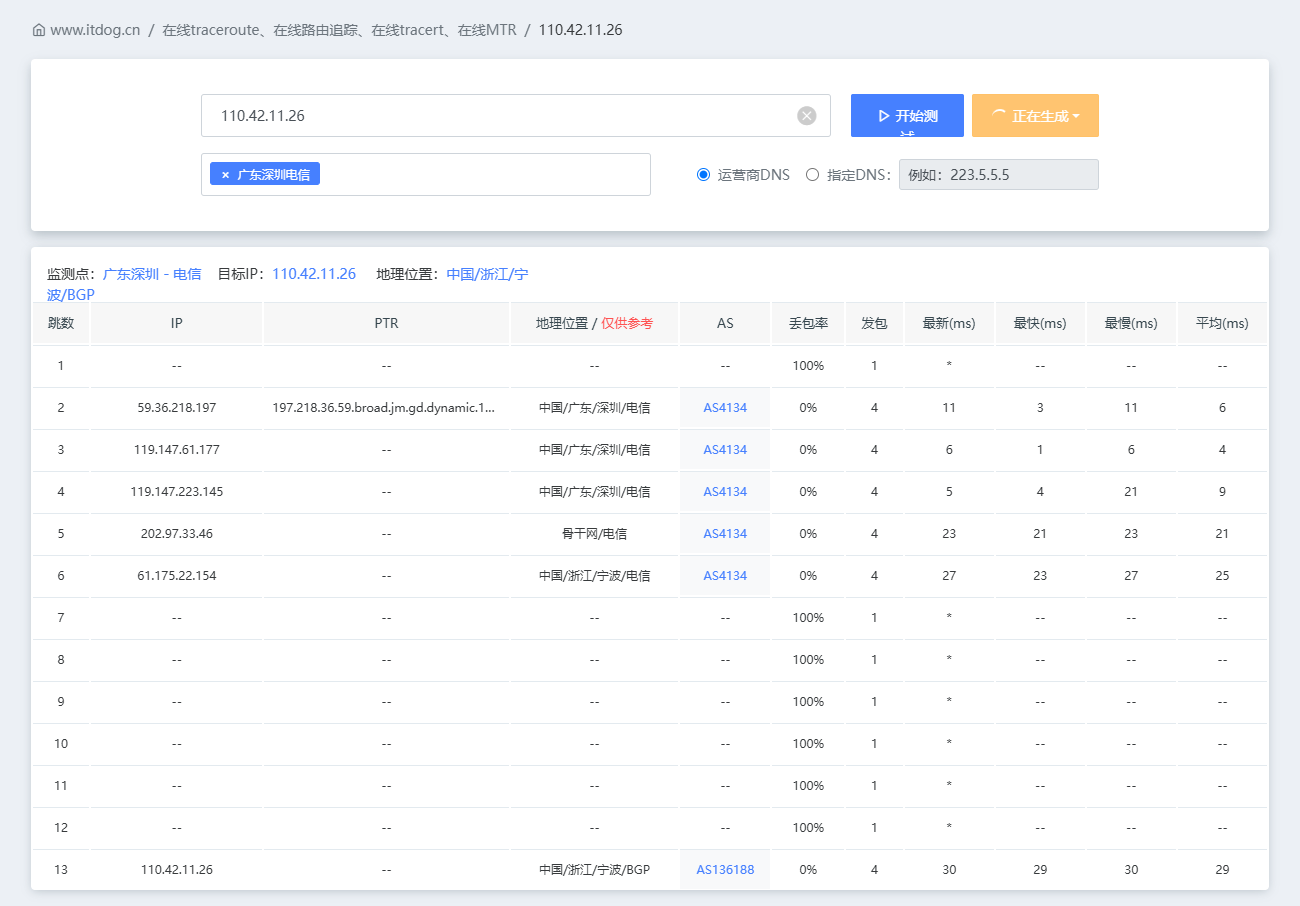 www.itdog.cn / 在线traceroute、在线路由追踪、在线tracert、在线MTR / 110.42.11.26
110.42.11.26 开始测试 正在生成
× 广东深圳电信 运营商DNS 指定DNS： 例如：223.5.5.5
监测点：广东深圳 - 电信 目标IP：110.42.11.26 地理位置：中国/浙江/宁
波/BGP
跳数 IP PTR 地理位置 / 仅供参考 AS 丢包率 发包 最新(ms) 最快(ms) 最慢(ms) 平均(ms)
1 -- -- -- -- 100% 1 * -- -- --
2 59.36.218.197 197.218.36.59.broad.jm.gd.dynamic.1... 中国/广东/深圳/电信 AS4134 0% 4 11 3 11 6
3 119.147.61.177 -- 中国/广东/深圳/电信 AS4134 0% 4 6 1 6 4
4 119.147.223.145 -- 中国/广东/深圳/电信 AS4134 0% 4 5 4 21 9
5 202.97.33.46 -- 骨干网/电信 AS4134 0% 4 23 21 23 21
6 61.175.22.154 -- 中国/浙江/宁波/电信 AS4134 0% 4 27 23 27 25
7 -- -- -- -- 100% 1 * -- -- --
8 -- -- -- -- 100% 1 * -- -- --
9 -- -- -- -- 100% 1 * -- -- --
10 -- -- -- -- 100% 1 * -- -- --
11 -- -- -- -- 100% 1 * -- -- --
12 -- -- -- -- 100% 1 * -- -- --
13 110.42.11.26 -- 中国/浙江/宁波/BGP AS136188 0% 4 30 29 30 29